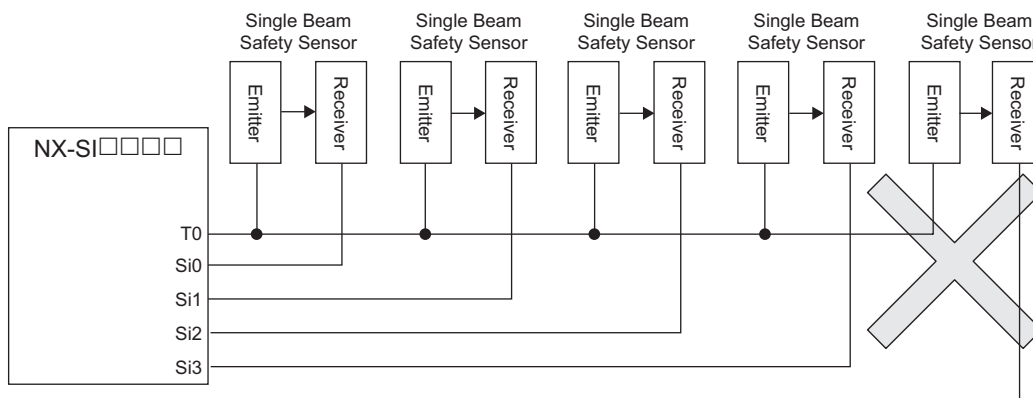 Single Beam
Safety Sensor
Single Beam
Safety Sensor
Single Beam
Safety Sensor
Single Beam
Safety Sensor
Single Beam
Safety Sensor
Emitter
Receiver
Emitter
Receiver
Emitter
Receiver
Emitter
Receiver
Emitter
Receiver
NX-SI□□□□
T0
Si0
Si1
Si2
Si3